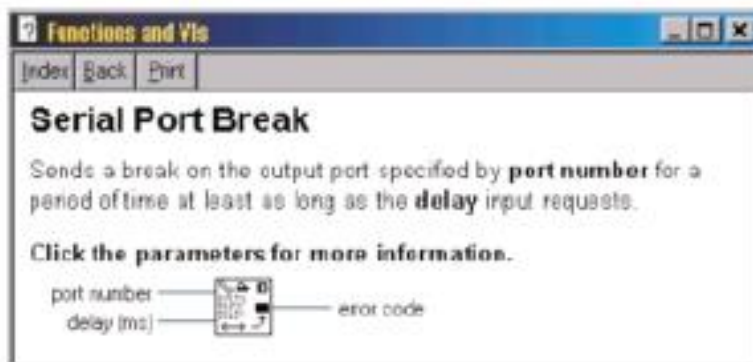 Functions and VIs
Index Back Print
Serial Port Break
Sends a break on the output port specified by port number for a
period of time at least as long as the delay input requests.
Click the parameters for more information.
port number
delay (ms)
error code